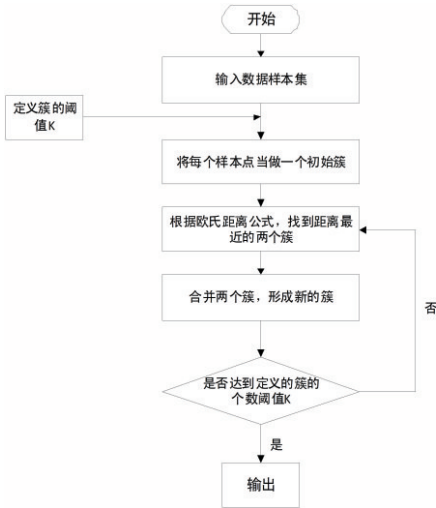 开始
输入数据样本集
定义簇的阈
值K
将每个样本点当做一个初始簇
根据欧氏距离公式，找到距离最
近的两个簇
合并两个簇，形成新的簇
否
是否达到定义的簇的
个数阈值K
是
输出